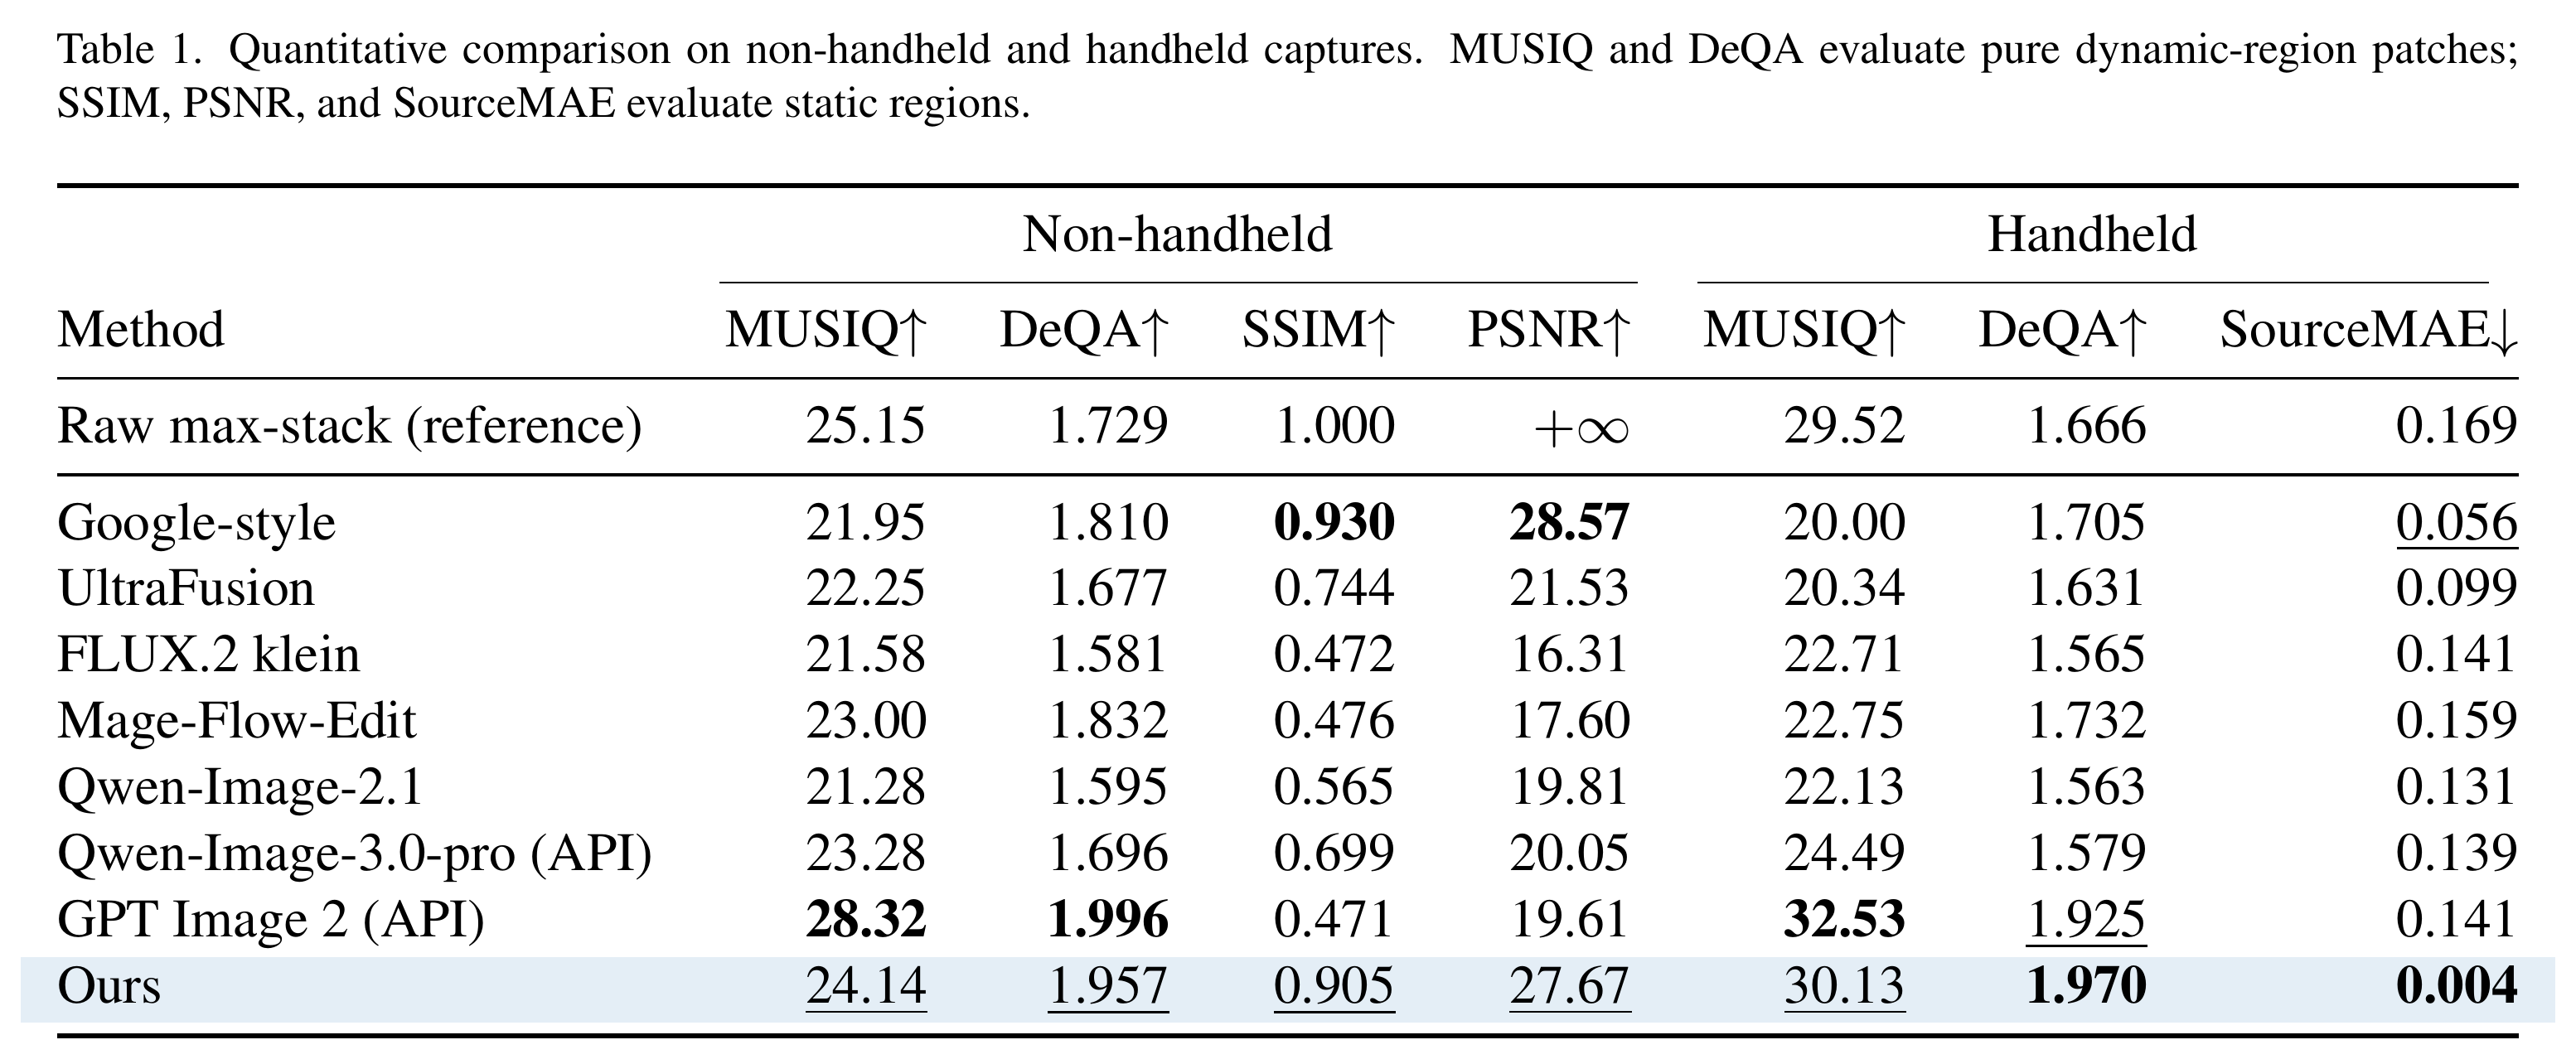 Table 1. Quantitative comparison on non-handheld and handheld captures. MUSIQ and DeQA evaluate pure dynamic-region patches;
SSIM, PSNR, and SourceMAE evaluate static regions.
Non-handheld Handheld
Method MUSIQ↑ DeQA↑ SSIM↑ PSNR↑ MUSIQ↑ DeQA↑ SourceMAE↓
Raw max-stack (reference) 25.15 1.729 1.000 +∞ 29.52 1.666 0.169
Google-style 21.95 1.810 0.930 28.57 20.00 1.705 0.056
UltraFusion 22.25 1.677 0.744 21.53 20.34 1.631 0.099
FLUX.2 klein 21.58 1.581 0.472 16.31 22.71 1.565 0.141
Mage-Flow-Edit 23.00 1.832 0.476 17.60 22.75 1.732 0.159
Qwen-Image-2.1 21.28 1.595 0.565 19.81 22.13 1.563 0.131
Qwen-Image-3.0-pro (API) 23.28 1.696 0.699 20.05 24.49 1.579 0.139
GPT Image 2 (API) 28.32 1.996 0.471 19.61 32.53 1.925 0.141
Ours 24.14 1.957 0.905 27.67 30.13 1.970 0.004